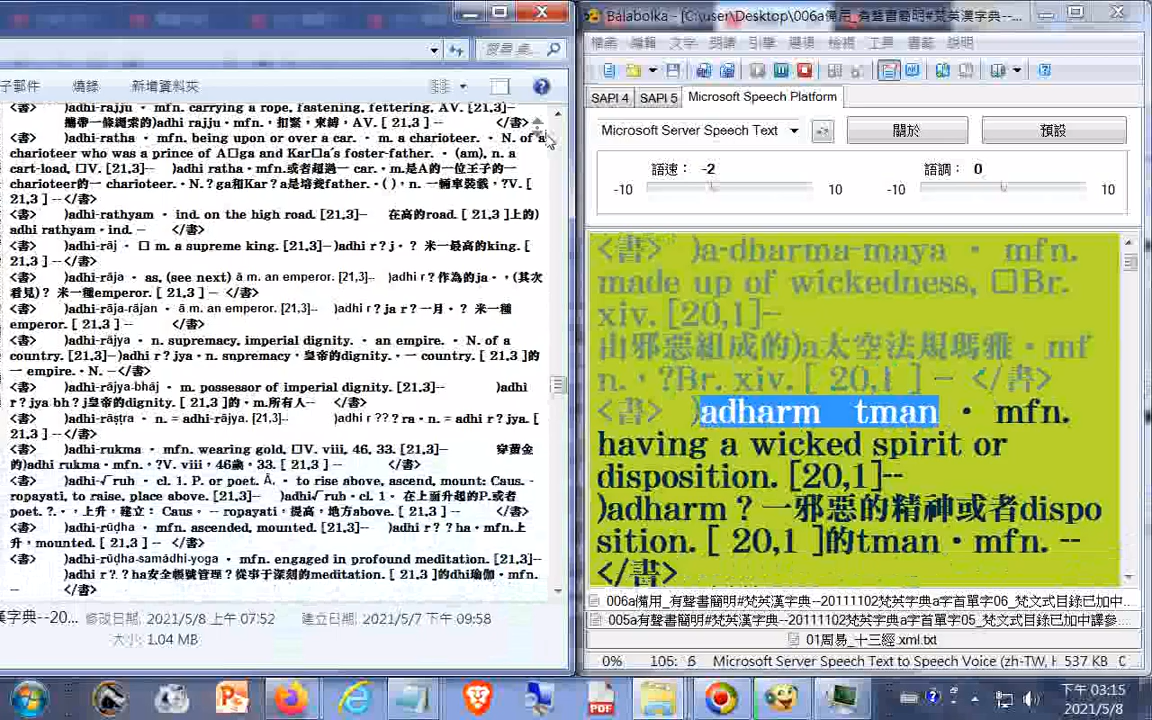 子郵件 燒錄 新增資料夾
<書> )adhi-rajju‧mfn. carrying a rope, fastening, fettering, AV. [21,3]--
攜帶一條繩索的)adhi rajju‧mfn.，扣緊，束縛，AV. [ 21,3 ] -- </書>
<書> )adhi-ratha‧mfn. being upon or over a car.‧m. a charioteer.‧N. of a
charioteer who was a prince of A□ga and Kar□a's foster-father.‧(am), n. a
cart-load, □V. [21,3]-- )adhi ratha‧mfn.或者超過一 car.‧m.是A的一位王子的一
charioteer的一 charioteer.‧N.？ga和Kar？a是培養father.‧( )，n. 一輛車裝載，?V. [
21,3 ] -- </書>
<書> )adhi-rathyam‧ind. on the high road. [21,3]-- 在高的road. [ 21,3 ]上的)
adhi rathyam‧ind. -- </書>
<書> )adhi-rāj‧□ m. a supreme king. [21,3]-- )adhi r？j‧？ 米一最高的king. [
21,3 ] -- </書>
<書> )adhi-rāja‧as, (see next) ā m. an emperor. [21,3]-- )adhi r？作為的ja‧，(其次
看見)？ 米一種emperor. [ 21,3 ] -- </書>
<書> )adhi-rāja-rājan‧ā m. an emperor. [21,3]-- )adhi r？ja r？一月‧？ 米一種
emperor. [ 21,3 ] -- </書>
<書> )adhi-rājya‧n. supremacy, imperial dignity.‧an empire.‧N. of a
country. [21,3]-- )adhi r？jya‧n. supremacy，皇帝的dignity.‧一 country. [ 21,3 ]的
一 empire.‧N. -- </書>
<書> )adhi-rājya-bhāj‧m. possessor of imperial dignity. [21,3]-- )adhi
r？jya bh？j皇帝的dignity. [ 21,3 ]的‧m.所有人-- </書>
<書> )adhi-rāṣṭra‧n. = adhi-rājya. [21,3]-- )adhi r？？？ra‧n. = adhi r？jya. [
21,3 ] -- </書>
<書> )adhi-rukma‧mfn. wearing gold, □V. viii, 46, 33. [21,3]-- 穿黃金
的)adhi rukma‧mfn.，?V. viii，46歲，33. [ 21,3 ] -- </書>
<書> )adhi-√ruh‧cl. 1. P. or poet. Ā.‧to rise above, ascend, mount: Caus. -
ropayati, to raise, place above. [21,3]-- )adhi√ruh‧cl. 1.‧在上面升起的P.或者
poet. ?.‧，上升，建立： Caus， -- ropayati，提高，地方above. [ 21,3 ] -- </書>
<書> )adhi-rūḍha‧mfn. ascended, mounted. [21,3]-- )adhi r？？ha‧mfn.上
升，mounted. [ 21,3 ] -- </書>
<書> )adhi-rūḍha-samādhi-yoga‧mfn. engaged in profound meditation. [21,3]--
)adhi r？？ha安全帳號管理？從事于深刻的meditation. [ 21,3 ]的dhi瑜伽‧mfn.
-- </書>
漢字典--20... 修改日期: 2021/5/8 上午 07:52 建立日期: 2021/5/7 下午 09:58
大小: 1.04 MB
Balabolka - [C:\user\Desktop\006a備用_有聲書簡明#梵英漢字典--...
檔案 編輯 文字 朗讀 引擎 選項 檢視 工具 書籤 說明
SAPI 4 SAPI 5 Microsoft Speech Platform
Microsoft Server Speech Text 關於 預設
語速: -2 語調: 0
-10 10 -10 10
<書> )a-dharma-maya‧mfn.
made up of wickedness, □Br.
xiv. [20,1]--
由邪惡組成的)a太空法規瑪雅‧mf
n.，?Br. xiv. [ 20,1 ] -- </書>
<書> )adharm tman‧mfn.
having a wicked spirit or
disposition. [20,1]--
)adharm？一邪惡的精神或者dispo
sition. [ 20,1 ]的tman‧mfn. --
</書>
006a備用_有聲書簡明#梵英漢字典--20111102梵英字典a字首單字06_梵文式目錄已加中...
005a有聲書簡明#梵英漢字典--20111102梵英字典a字首單字05_梵文式目錄已加中譯參...
01周易_十三經.xml.txt
0% 105: 6 Microsoft Server Speech Text to Speech Voice (zh-TW, H 537 KB
PDF
下午 03:15
2021/5/8